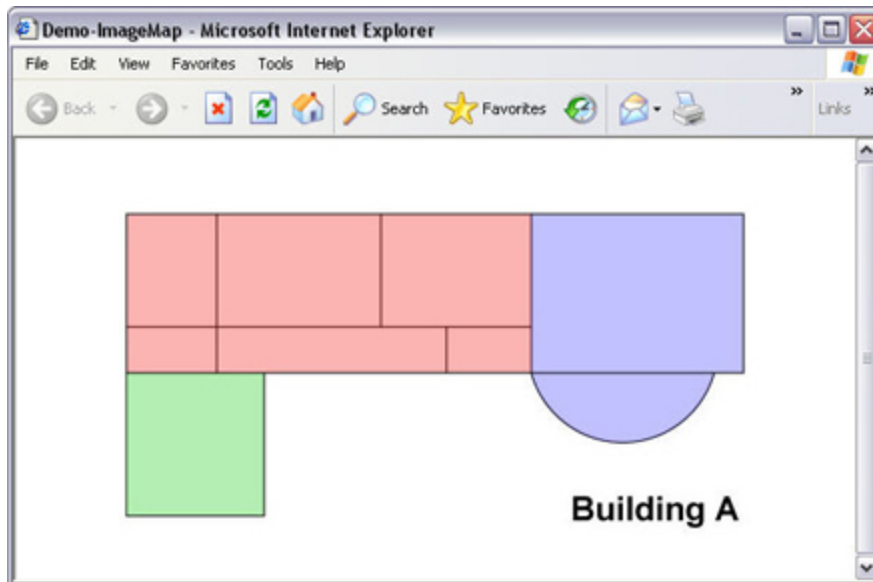 Demo-ImageMap - Microsoft Internet Explorer
File Edit View Favorites Tools Help
Back Search Favorites » Links »
Building A